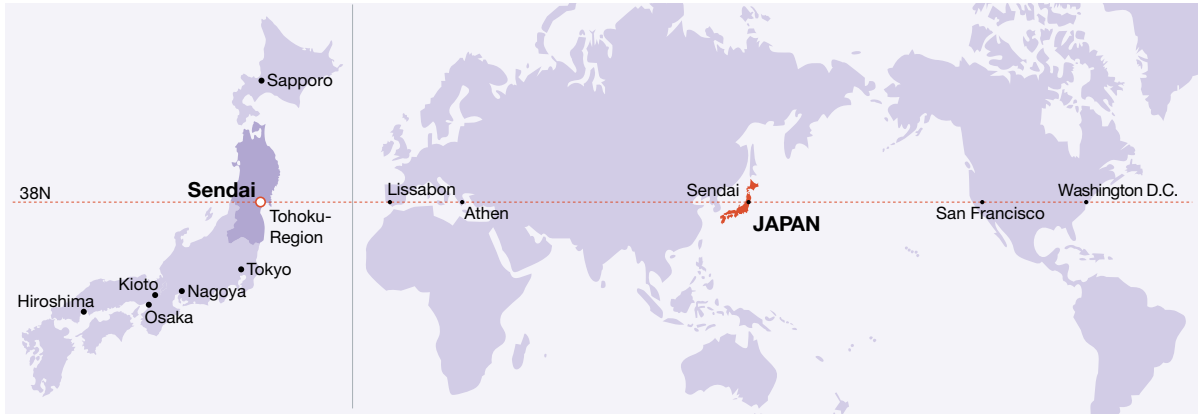 Sapporo
38N
Sendai
Tohoku-
Region
Tokyo
Kioto
Nagoya
Hiroshima
Osaka
Lissabon
Athen
Sendai
JAPAN
San Francisco
Washington D.C.